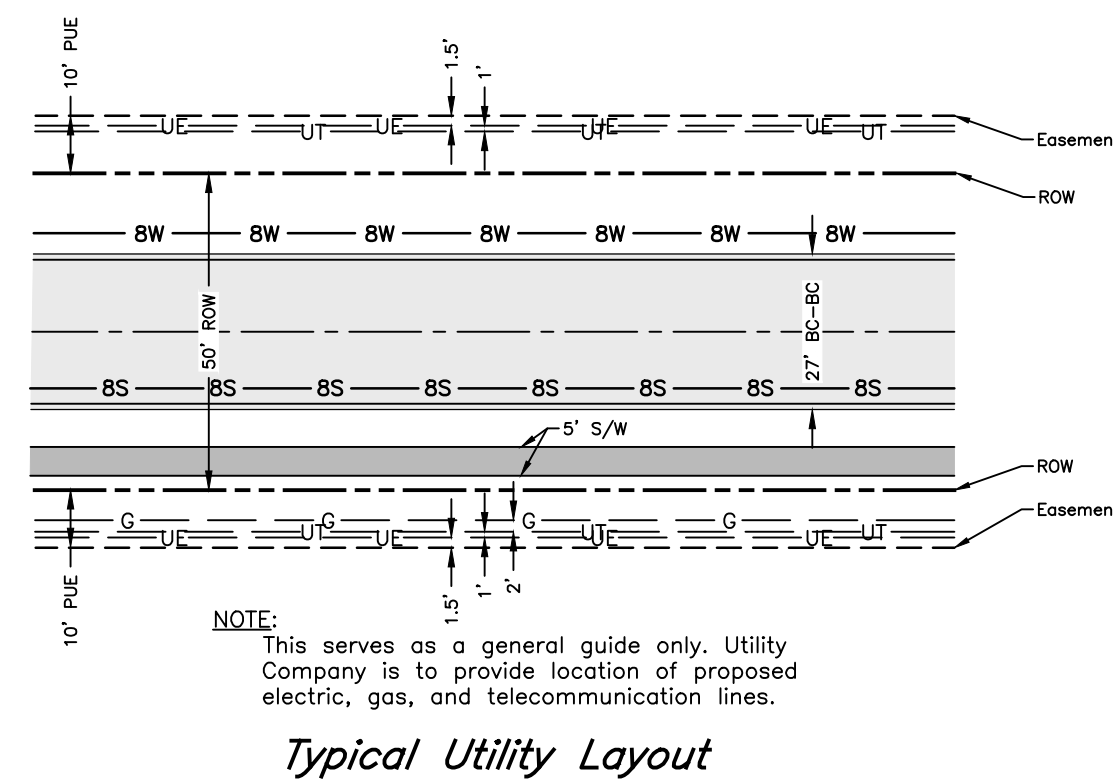 10' PUE
1.5'
1'
UE UT UE UT UE UE UT
Easemen
ROW
8W 8W 8W 8W 8W 8W 8W
50' ROW
27' BC-BC
8S 8S 8S 8S 8S 8S 8S 8S
5' S/W
ROW
G G G G
UT UT UT
UE UE UE UE
Easemen
10' PUE
1.5'
1'
2'
NOTE:
This serves as a general guide only. Utility
Company is to provide location of proposed
electric, gas, and telecommunication lines.
Typical Utility Layout